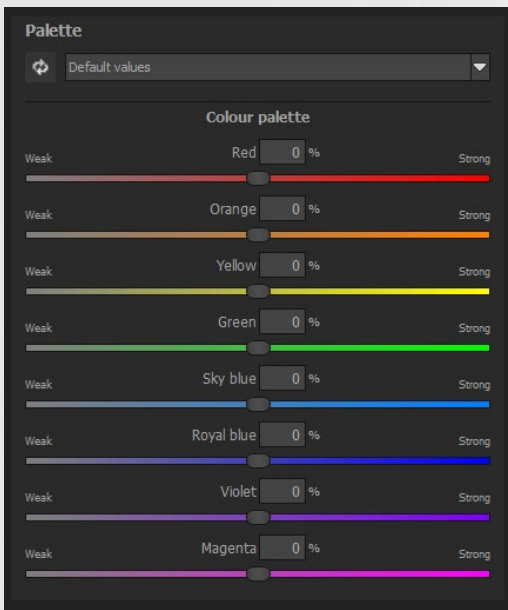 Palette
Default values
Colour palette
Red 0 %
Weak Strong
Orange 0 %
Weak Strong
Yellow 0 %
Weak Strong
Green 0 %
Weak Strong
Sky blue 0 %
Weak Strong
Royal blue 0 %
Weak Strong
Violet 0 %
Weak Strong
Magenta 0 %
Weak Strong